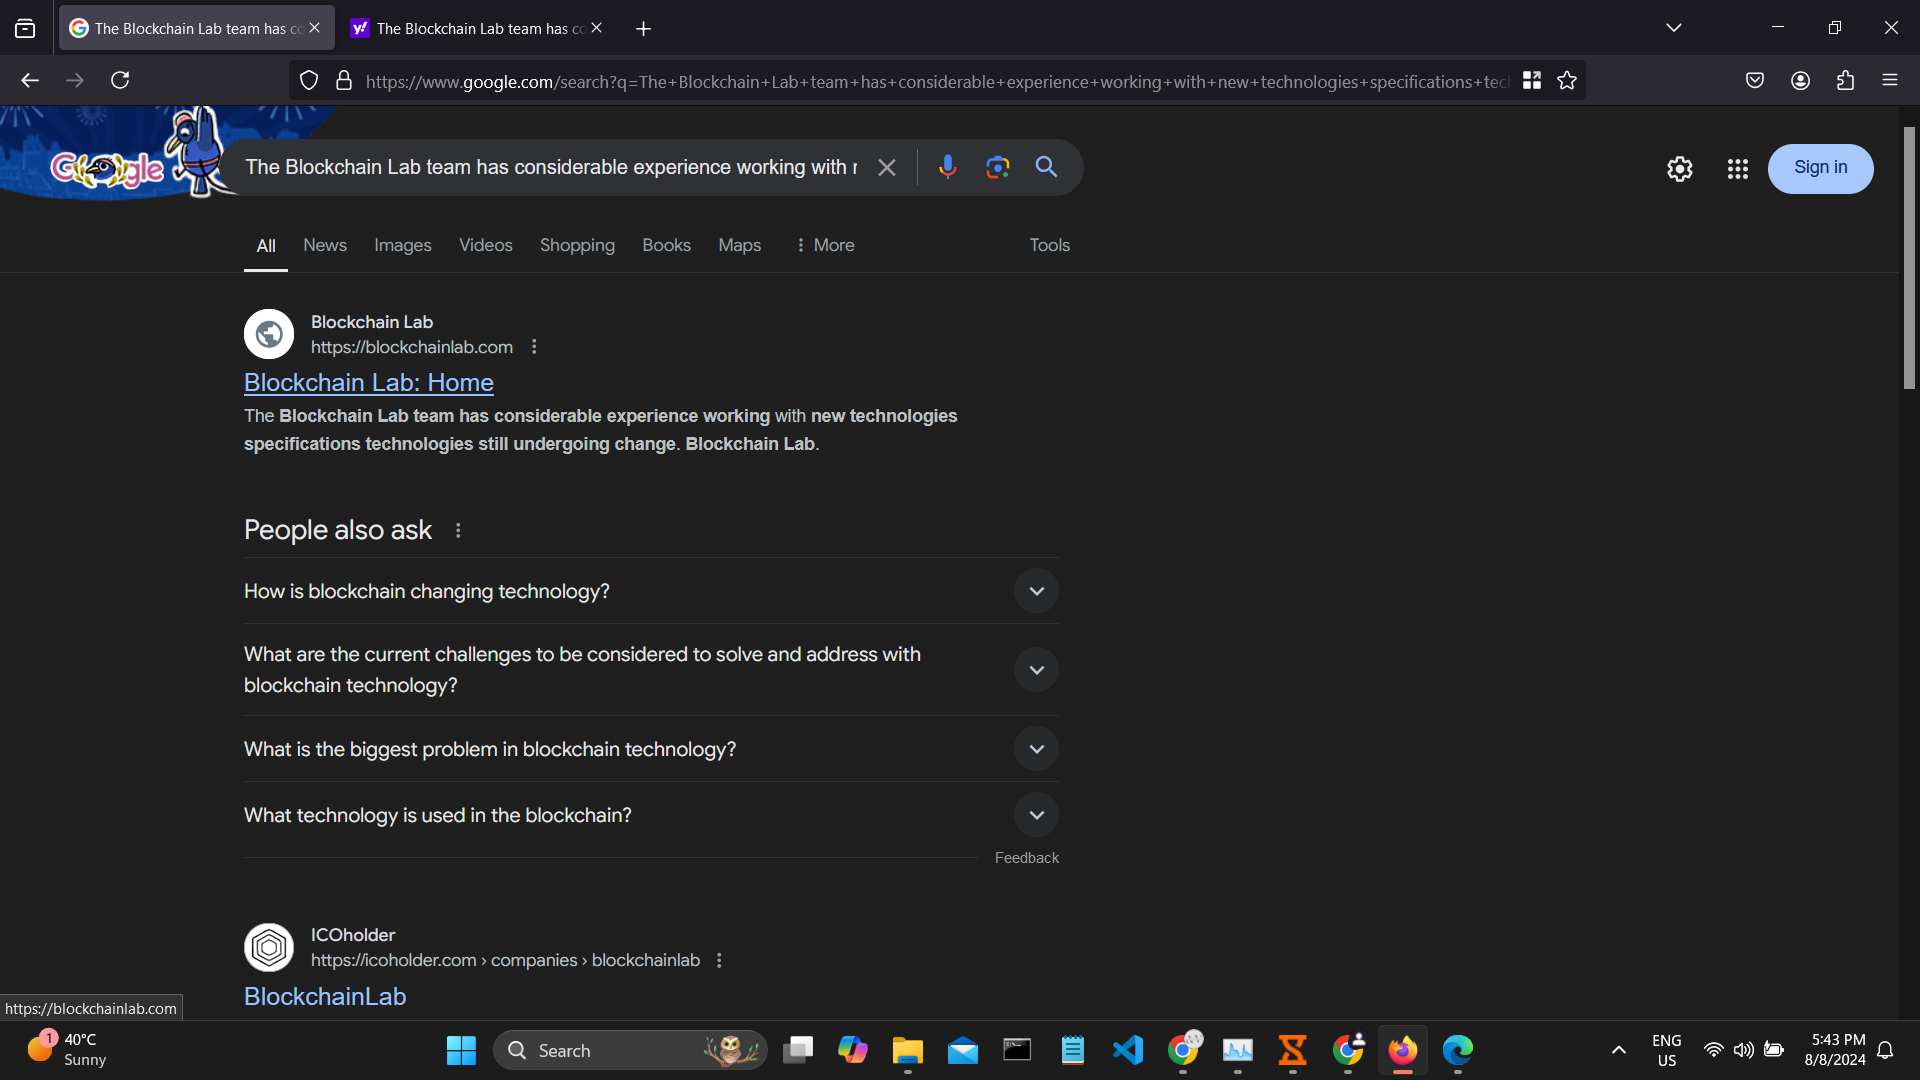 The Blockchain Lab team has co
The Blockchain Lab team has co
https://www.google.com/search?q=The+Blockchain+Lab+team+has+considerable+experience+working+with+new+technologies+specifications+tec
Google
The Blockchain Lab team has considerable experience working with
Sign in
All News Images Videos Shopping Books Maps More Tools
Blockchain Lab
https://blockchainlab.com
Blockchain Lab: Home
The Blockchain Lab team has considerable experience working with new technologies
specifications technologies still undergoing change. Blockchain Lab.
People also ask
How is blockchain changing technology?
What are the current challenges to be considered to solve and address with
blockchain technology?
What is the biggest problem in blockchain technology?
What technology is used in the blockchain?
Feedback
ICOholder
https://icoholder.com › companies › blockchainlab
BlockchainLab
https://blockchainlab.com
1
40°C
Sunny
Search
ENG
US
5:43 PM
8/8/2024